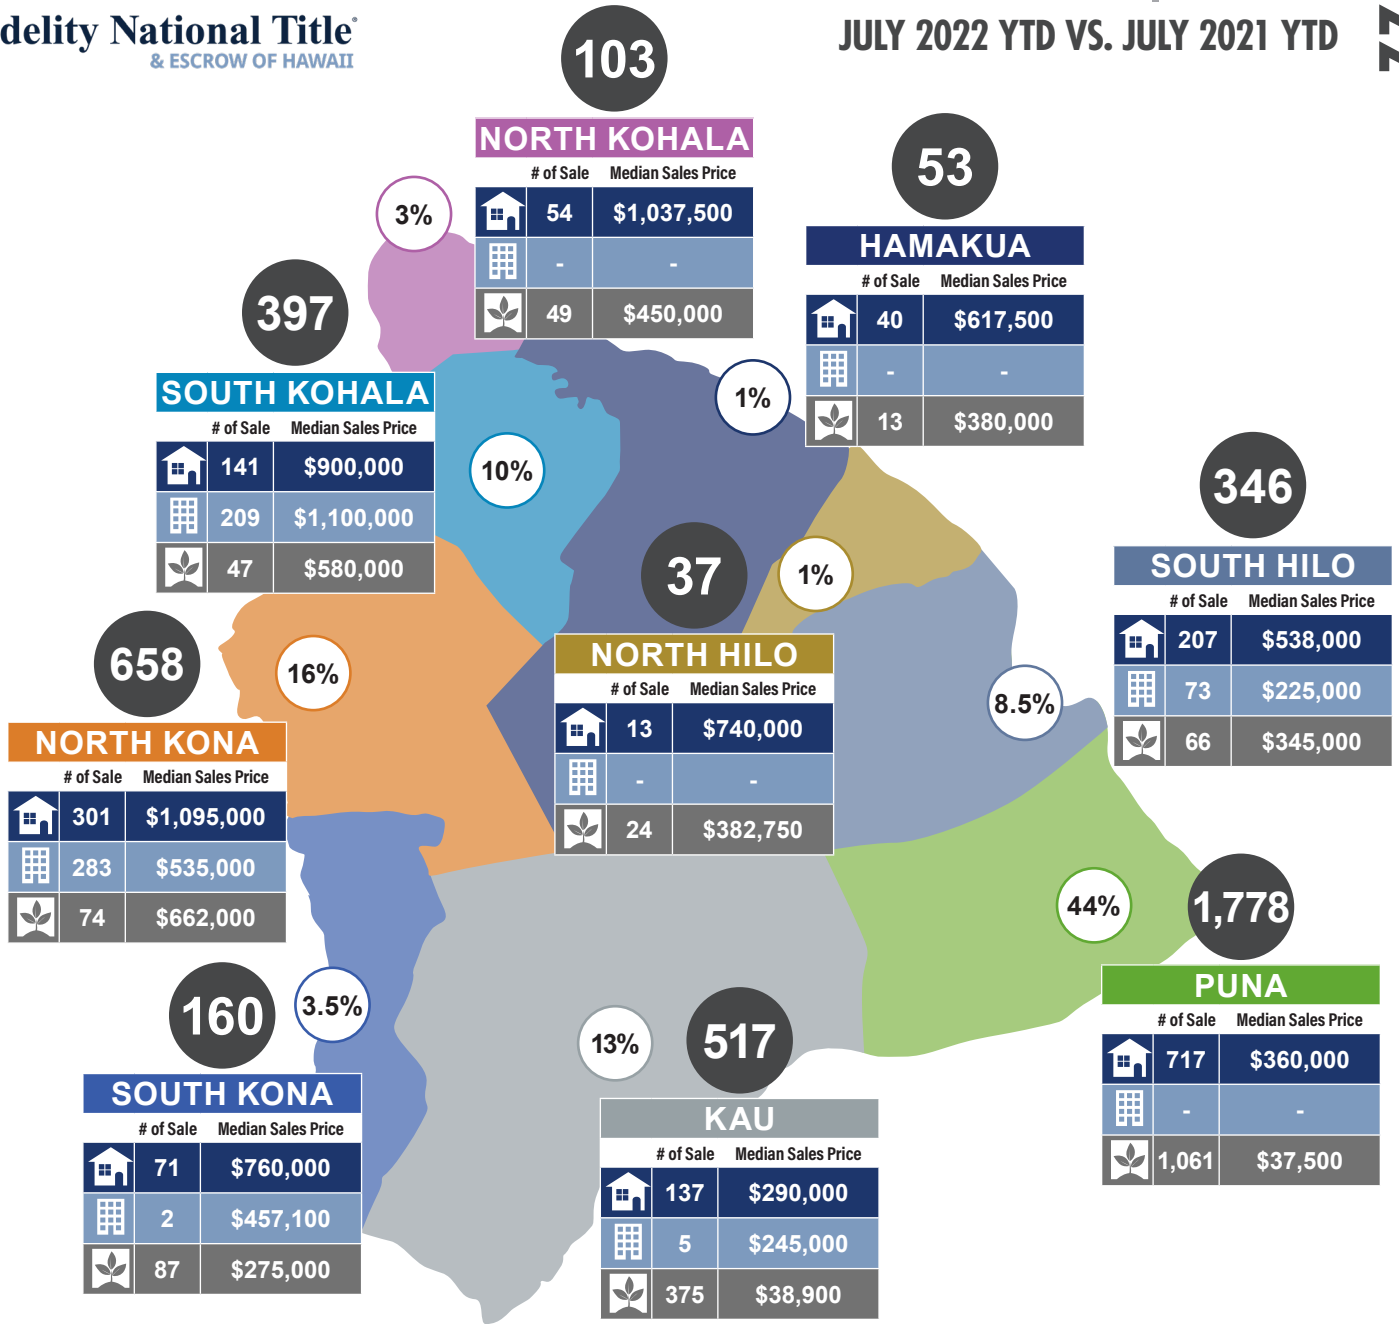 delity National Title®
& ESCROW OF HAWAII
JULY 2022 YTD VS. JULY 2021 YTD
103
NORTH KOHALA
# of Sale Median Sales Price
54 $1,037,500
- -
49 $450,000
3%
53
HAMAKUA
# of Sale Median Sales Price
40 $617,500
- -
13 $380,000
1%
397
SOUTH KOHALA
# of Sale Median Sales Price
141 $900,000
209 $1,100,000
47 $580,000
10%
346
SOUTH HILO
# of Sale Median Sales Price
207 $538,000
73 $225,000
66 $345,000
8.5%
37
1%
NORTH HILO
# of Sale Median Sales Price
13 $740,000
- -
24 $382,750
658
16%
NORTH KONA
# of Sale Median Sales Price
301 $1,095,000
283 $535,000
74 $662,000
44%
1,778
PUNA
# of Sale Median Sales Price
717 $360,000
- -
1,061 $37,500
160
3.5%
SOUTH KONA
# of Sale Median Sales Price
71 $760,000
2 $457,100
87 $275,000
13%
517
KAU
# of Sale Median Sales Price
137 $290,000
5 $245,000
375 $38,900